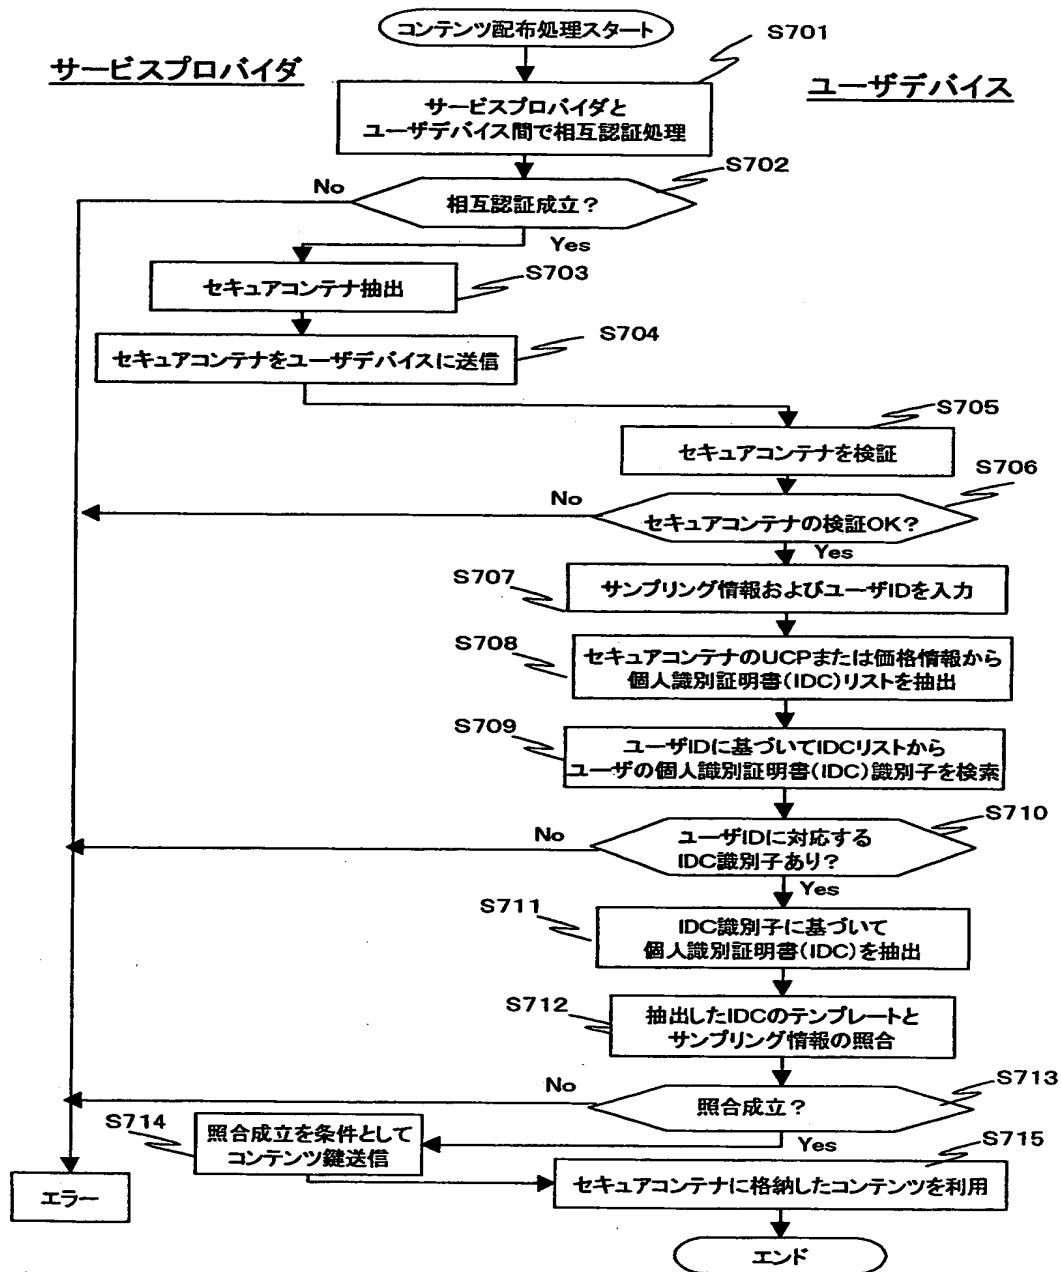 コンテンツ配布処理スタート
S701
サービスプロバイダ
ユーザデバイス
サービスプロバイダと
ユーザデバイス間で相互認証処理
S702
No
相互認証成立？
Yes
S703
セキュアコンテナ抽出
S704
セキュアコンテナをユーザデバイスに送信
S705
セキュアコンテナを検証
S706
No
セキュアコンテナの検証OK？
Yes
S707
サンプリング情報およびユーザIDを入力
S708
セキュアコンテナのUCPまたは価格情報から
個人識別証明書(IDC)リストを抽出
S709
ユーザIDに基づいてIDCリストから
ユーザの個人識別証明書(IDC)識別子を検索
S710
No
ユーザIDに対応する
IDC識別子あり？
Yes
S711
IDC識別子に基づいて
個人識別証明書(IDC)を抽出
S712
抽出したIDCのテンプレートと
サンプリング情報の照合
S713
No
照合成立？
Yes
S714
照合成立を条件として
コンテンツ鍵送信
S715
セキュアコンテナに格納したコンテンツを利用
エラー
エンド